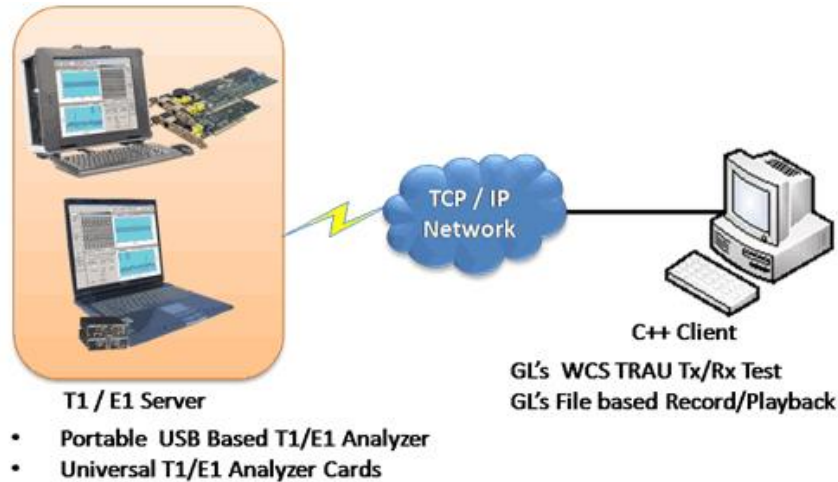 TCP / IP
Network
C++ Client
GL's WCS TRAU Tx/Rx Test
GL's File based Record/Playback
T1 / E1 Server
• Portable USB Based T1/E1 Analyzer
• Universal T1/E1 Analyzer Cards